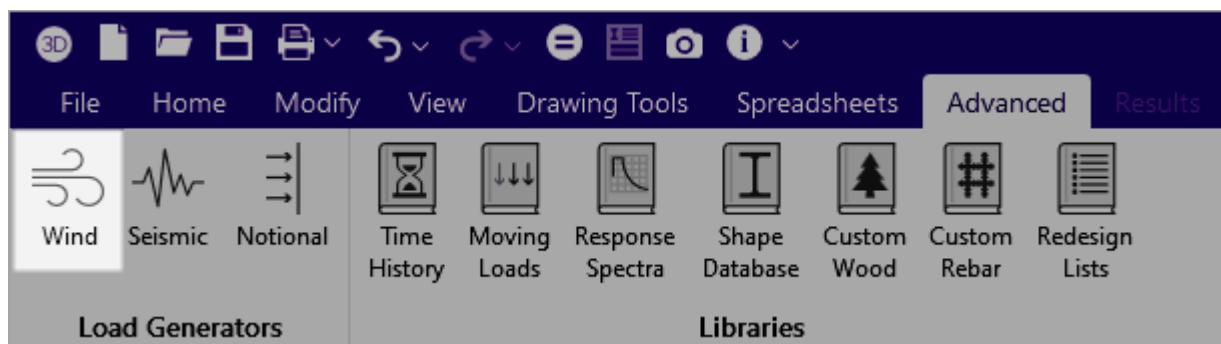 3D
File Home Modify View Drawing Tools Spreadsheets Advanced Results
Wind Seismic Notional Time History Moving Loads Response Spectra Shape Database Custom Wood Custom Rebar Redesign Lists
Load Generators Libraries